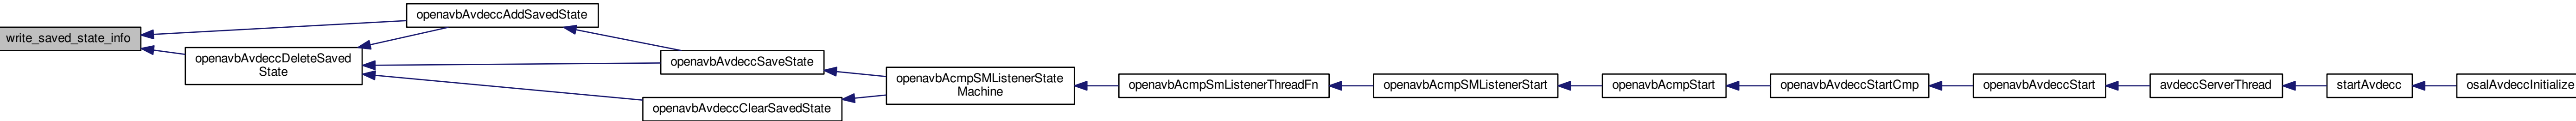 write_saved_state_info
openavbAvdeccAddSavedState
openavbAvdeccDeleteSaved
State
openavbAvdeccSaveState
openavbAvdeccClearSavedState
openavbAcmpSMListenerState
Machine
openavbAcmpSmListenerThreadFn
openavbAcmpSMListenerStart
openavbAcmpStart
openavbAvdeccStartCmp
openavbAvdeccStart
avdeccServerThread
startAvdecc
osalAvdeccInitialize